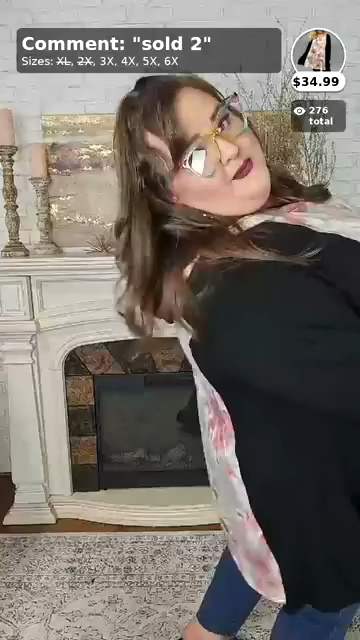 Comment: "sold 2"
Sizes: XL, 2X, 3X, 4X, 5X, 6X
$34.99
276
total